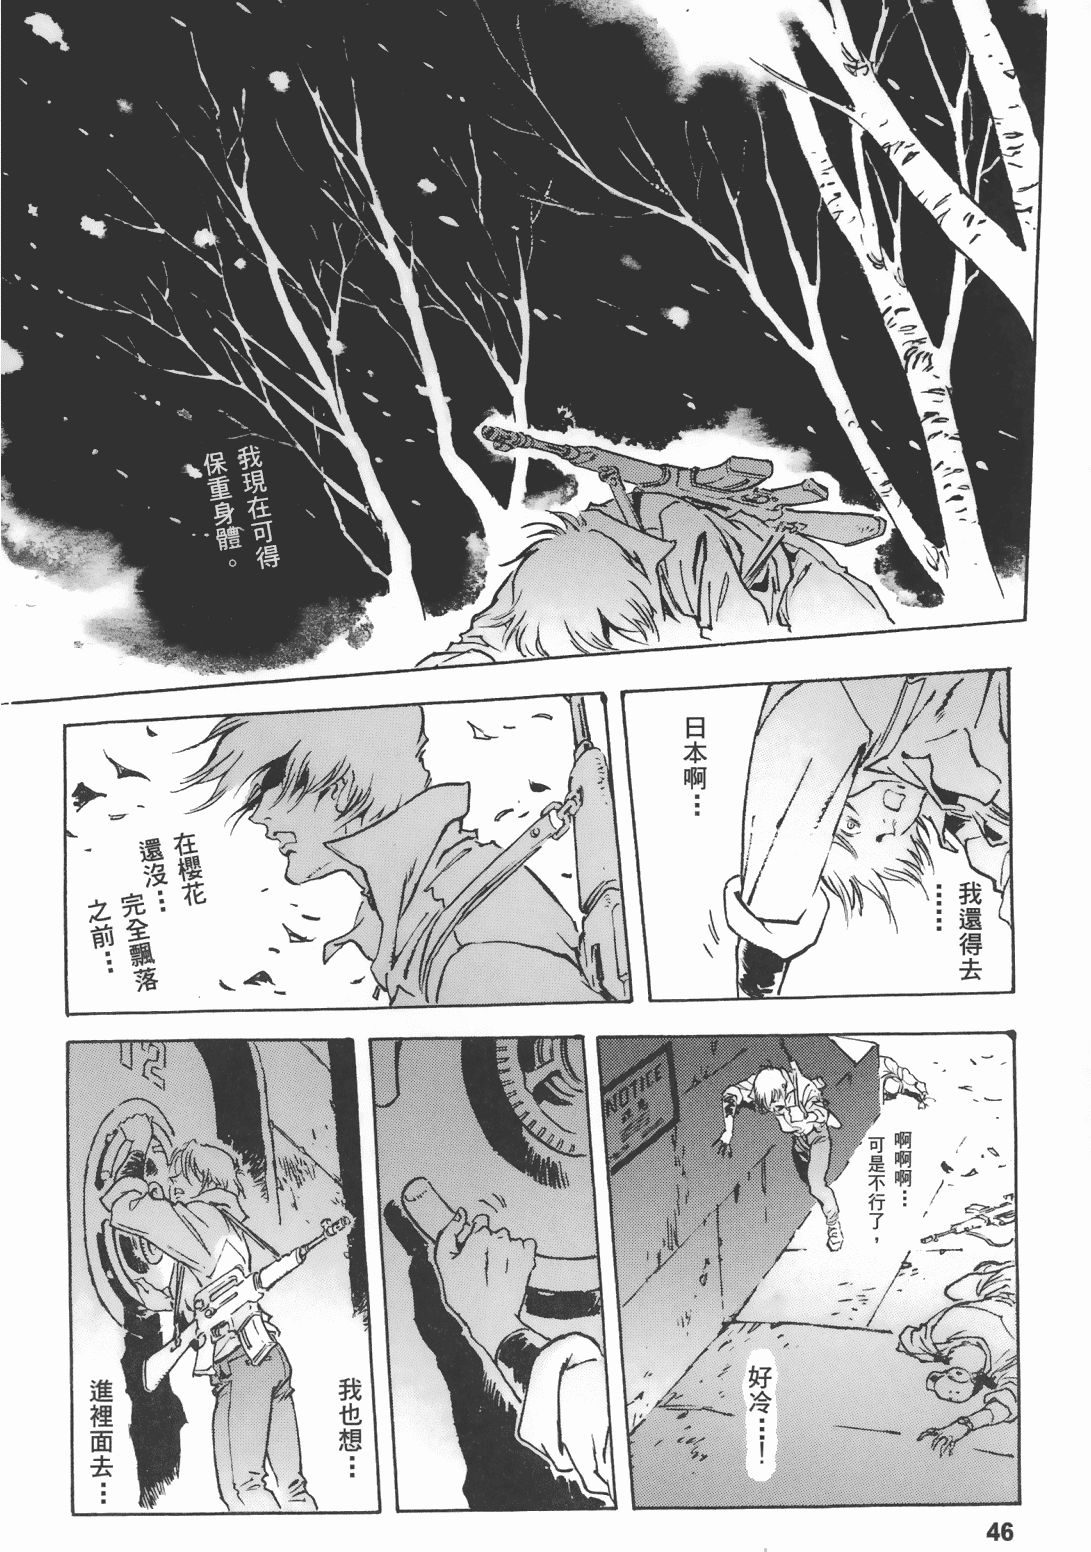 我現在可得
保重身體。
我還得去
……
日本啊…
在櫻花
還沒…
完全飄落
之前…
NOTICE
啊啊啊…
可是不行了，
好冷…！
我也想…
進裡面去…
46